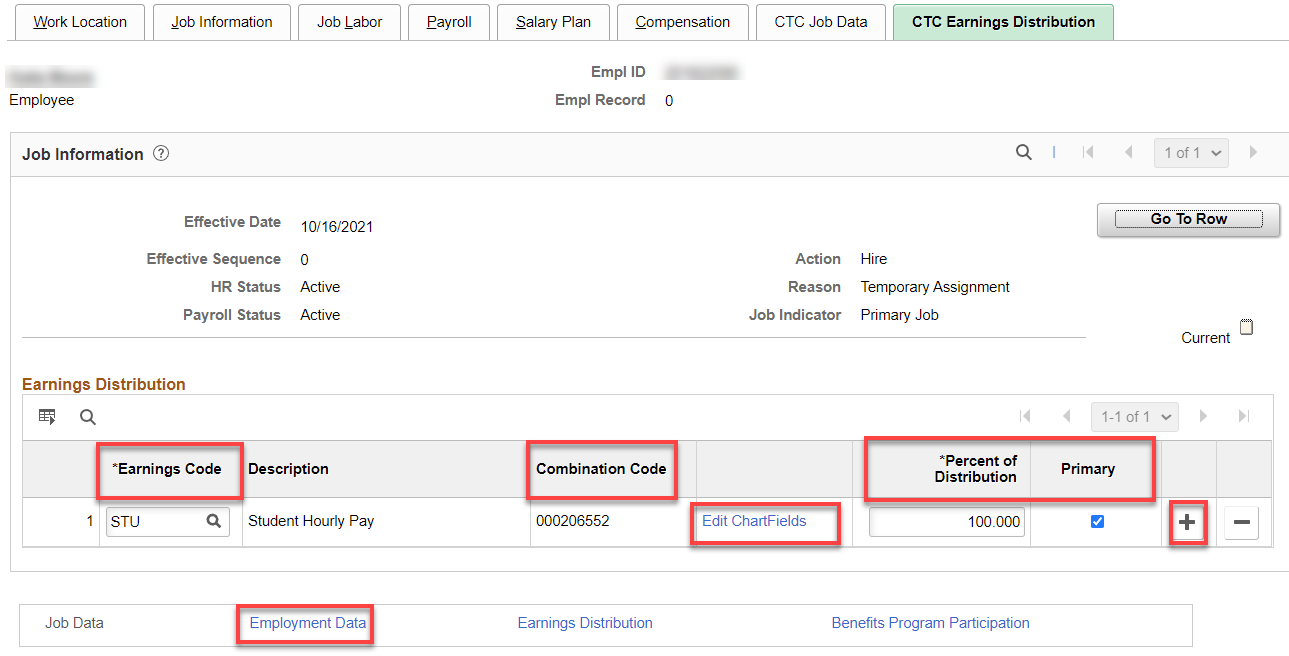 Work Location Job Information Job Labor Payroll Salary Plan Compensation CTC Job Data CTC Earnings Distribution
Empl ID
Employee
Empl Record 0
Job Information ? 1 of 1
Effective Date 10/16/2021
Go To Row
Effective Sequence 0 Action Hire
HR Status Active Reason Temporary Assignment
Payroll Status Active Job Indicator Primary Job
Current
Earnings Distribution
1-1 of 1
*Earnings Code Description Combination Code *Percent of Distribution Primary
1 STU Student Hourly Pay 000206552 Edit ChartFields 100.000
Job Data Employment Data Earnings Distribution Benefits Program Participation